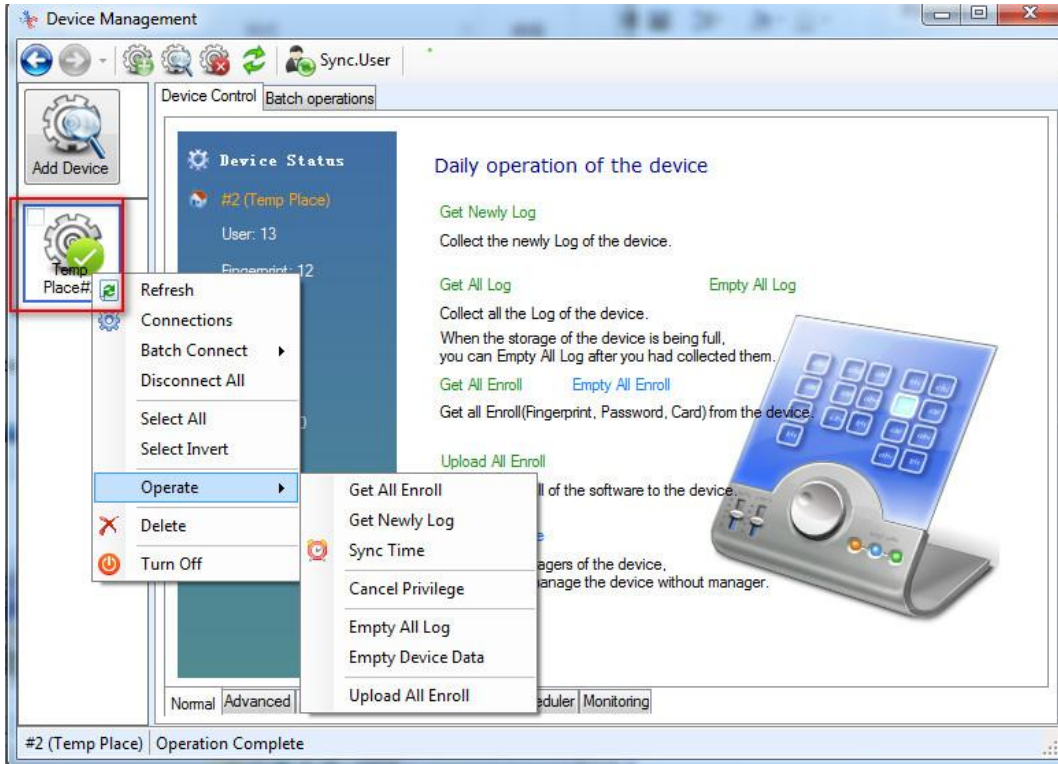 Device Management
Sync.User
Add Device
Temp
Place#
Device Control
Batch operations
Device Status
#2 (Temp Place)
User: 13
Fingerprint: 12
Daily operation of the device
Get Newly Log
Collect the newly Log of the device.
Get All Log Empty All Log
Collect all the Log of the device.
When the storage of the device is being full,
you can Empty All Log after you had collected them.
Get All Enroll Empty All Enroll
Get all Enroll(Fingerprint, Password, Card) from the device.
Upload All Enroll
of the software to the device.
of the device,
manage the device without manager.
Refresh
Connections
Batch Connect
Disconnect All
Select All
Select Invert
Operate
Delete
Turn Off
Get All Enroll
Get Newly Log
Sync Time
Cancel Privilege
Empty All Log
Empty Device Data
Upload All Enroll
Normal
Advanced
Monitoring
#2 (Temp Place)
Operation Complete